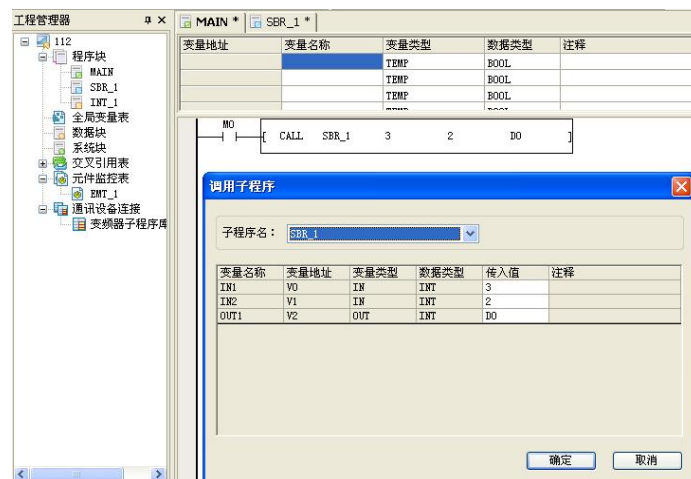 工程管理器
MAIN *
SBR_1 *
112
程序块
MAIN
SBR_1
INT_1
全局变量表
数据块
系统块
交叉引用表
元件监控表
EMT_1
通讯设备连接
变频器子程序库
变量地址 变量名称 变量类型 数据类型 注释
TEMP BOOL
TEMP BOOL
TEMP BOOL
M0
[ CALL SBR_1 3 2 D0 ]
调用子程序
子程序名： SBR_1
变量名称 变量地址 变量类型 数据类型 传入值 注释
IN1 V0 IN INT 3
IN2 V1 IN INT 2
OUT1 V2 OUT INT D0
确定 取消